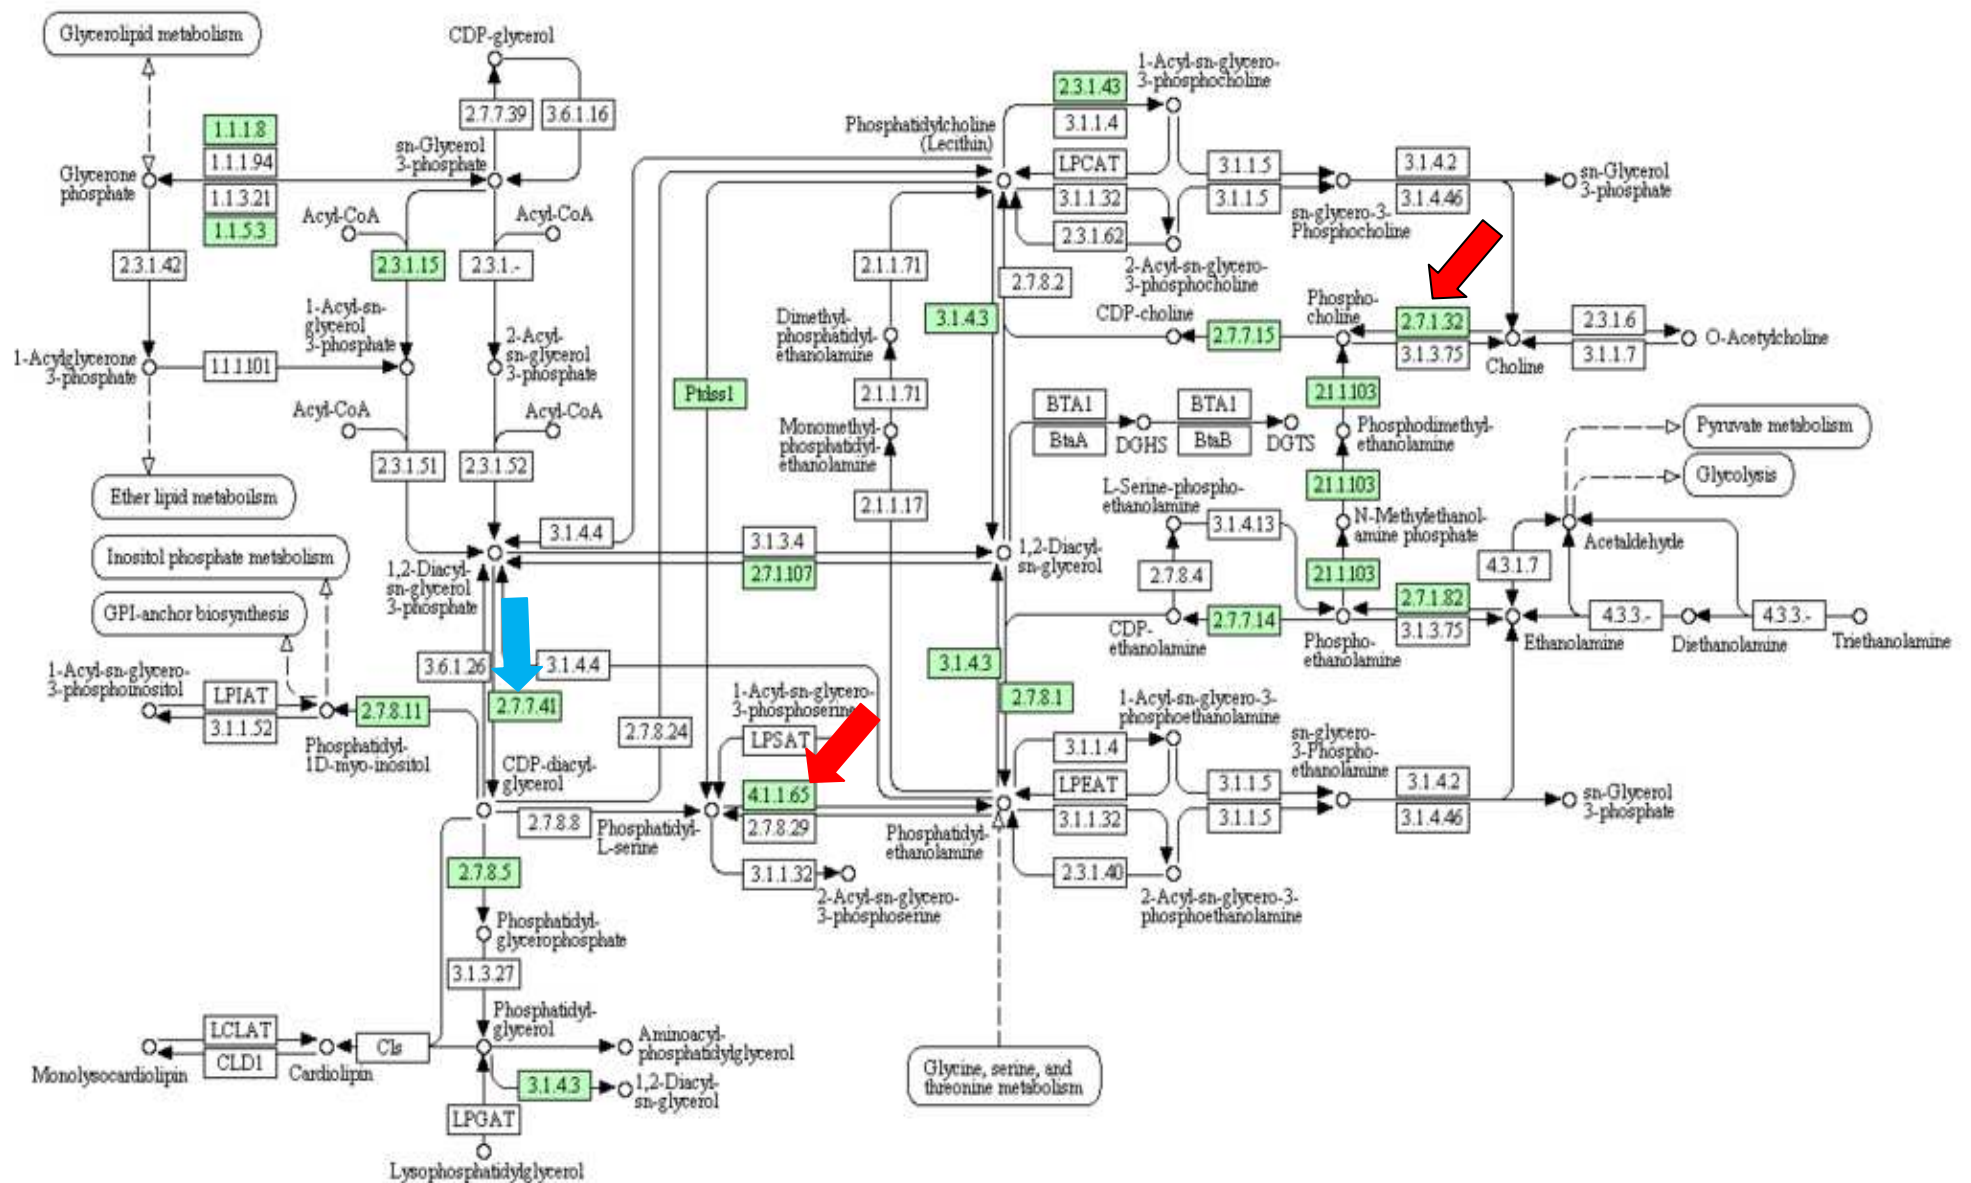 Glycerolipid metabolism
CDP-glycerol
2.7.7.39
3.6.1.16
1.1.1.8
1.1.1.94
1.1.3.21
1.1.5.3
Glycerone
phosphate
sn-Glycerol
3-phosphate
Acyl-CoA
Acyl-CoA
2.3.1.42
2.3.1.15
2.3.1.-
1-Acyl-sn-
glycerol
3-phosphate
2-Acyl-
sn-glycerol
3-phosphate
1-Acylglycerone
3-phosphate
1.1.1.101
Acyl-CoA
Acyl-CoA
2.3.1.51
2.3.1.52
Ether lipid metaboilsm
Inositol phosphate metabolism
GPI-anchor biosynthesis
3.1.4.4
1,2-Diacyl-
sn-glycerol
3-phosphate
3.1.3.4
2.7.1.107
1,2-Diacyl-
sn-glycerol
3.6.1.26
3.1.4.4
2.7.7.41
1-Acyl-sn-glycero-
3-phosphoinositol
LPIAT
3.1.1.52
2.7.8.11
Phosphatidyl-
1D-myo-inositol
CDP-diacyl-
glycerol
2.7.8.24
2.7.8.8
Phosphatidyl-
L-serine
1-Acyl-sn-glycero-
3-phosphoserine
LPSAT
4.1.1.65
2.7.8.29
3.1.1.32
2-Acyl-sn-glycero-
3-phosphoserine
Phosphatidyl-
ethanolamine
2.7.8.5
Phosphatidyl-
glycerophosphate
3.1.3.27
Phosphatidyl-
glycerol
LCLAT
CLD1
Cls
Monolysocardiolipin
Cardiolipin
Aminoacyl-
phosphatidylglycerol
3.1.4.3
1,2-Diacyl-
sn-glycerol
LPGAT
Lysophosphatidylglycerol
Glycine, serine, and
threonine metabolism
Ptdss1
Phosphatidylcholine
(Lecithin)
2.1.1.71
Dimethyl-
phosphatidyl-
ethanolamine
2.1.1.71
Monomethyl-
phosphatidyl-
ethanolamine
2.1.1.17
3.1.4.3
2.7.8.2
2.3.1.43
3.1.1.4
1-Acyl-sn-glycero-
3-phosphocholine
LPCAT
3.1.1.32
2.3.1.62
2-Acyl-sn-glycero-
3-phosphocholine
3.1.1.5
3.1.1.5
sn-glycero-3-
Phosphocholine
3.1.4.2
3.1.4.46
sn-Glycerol
3-phosphate
CDP-choline
2.7.7.15
Phospho-
choline
2.7.1.32
3.1.3.75
Choline
2.3.1.6
3.1.1.7
O-Acetylcholine
BTA1
BtaA
DGHS
BTA1
BtaB
DGTS
2.1.1.103
Phosphodimethyl-
ethanolamine
2.1.1.103
N-Methylethanol-
amine phosphate
2.1.1.103
Pyruvate metabolism
Glycolysis
Acetaldehyde
L-Serine-phospho-
ethanolamine
3.1.4.13
2.7.8.4
CDP-
ethanolamine
2.7.7.14
Phospho-
ethanolamine
2.7.1.82
3.1.3.75
4.3.1.7
Ethanolamine
4.3.3.-
Diethanolamine
4.3.3.-
Triethanolamine
3.1.4.3
2.7.8.1
1-Acyl-sn-glycero-3-
phosphoethanolamine
3.1.1.4
LPEAT
3.1.1.32
2.3.1.40
2-Acyl-sn-glycero-3-
phosphoethanolamine
3.1.1.5
3.1.1.5
sn-glycero-
3-Phospho-
ethanolamine
3.1.4.2
3.1.4.46
sn-Glycerol
3-phosphate